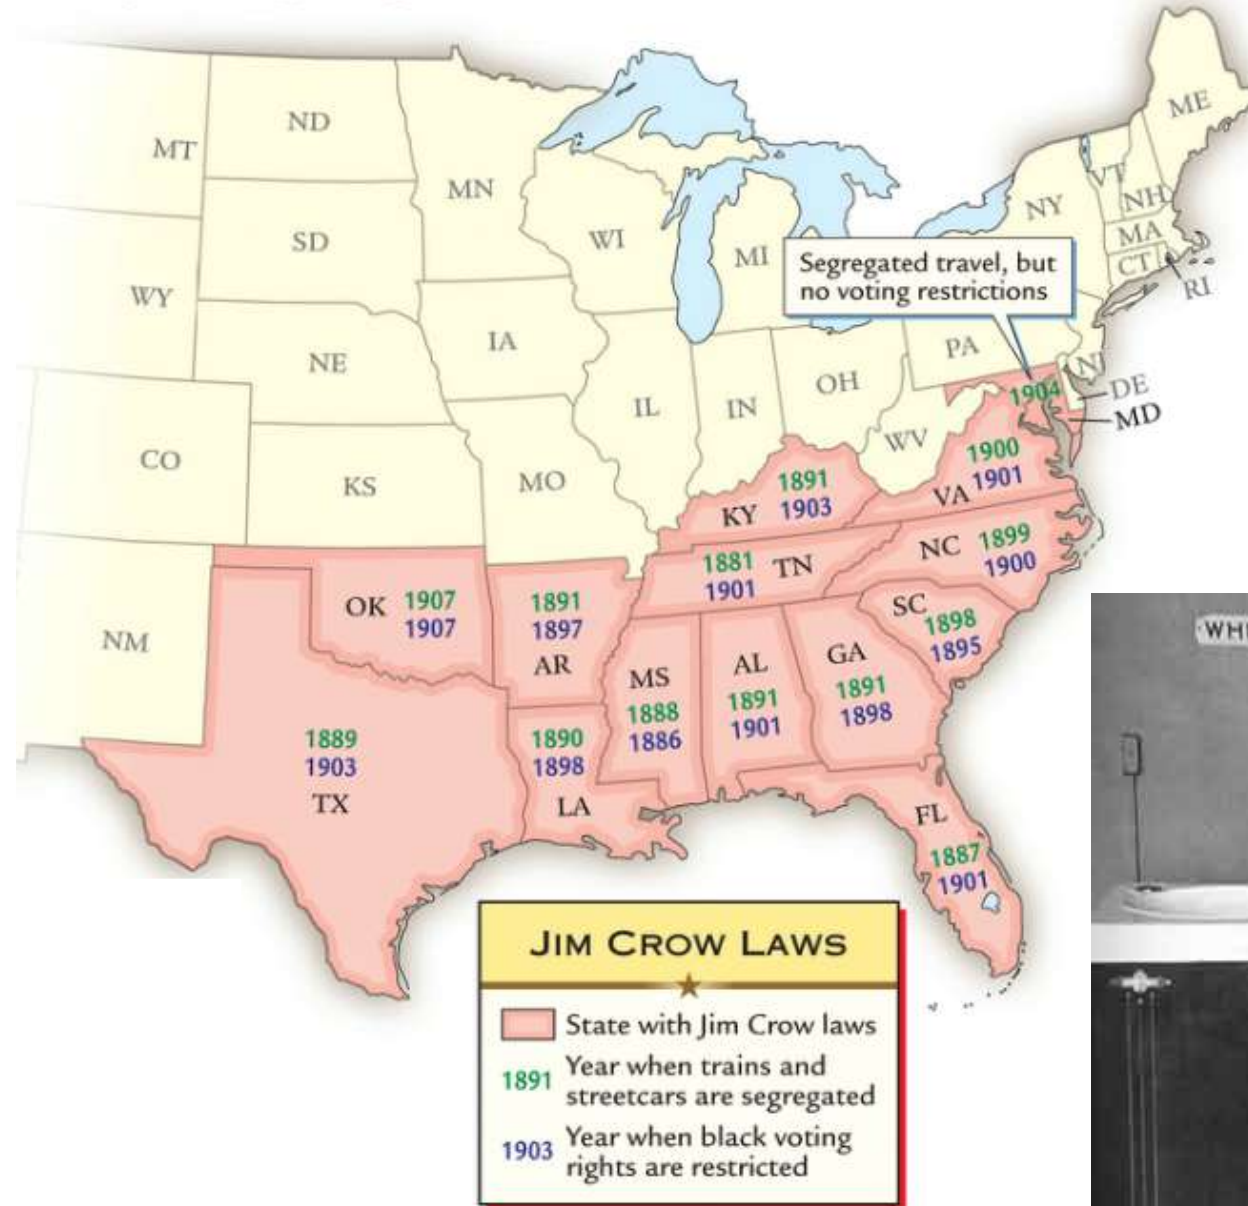 ND
MT
MN
SD
WI
MI
WY
NE
IA
IL
IN
OH
PA
NY
VT
NH
ME
MA
CT
RI
NJ
DE
MD
WV
Segregated travel, but
no voting restrictions
1904
CO
KS
MO
NM
KY
1891
1903
VA
1900
1901
TN
1881
1901
NC
1899
1900
OK
1907
1907
1891
1897
AR
MS
1888
1886
AL
1891
1901
GA
1891
1898
SC
1898
1895
1889
1903
TX
1890
1898
LA
FL
1887
1901
JIM CROW LAWS
State with Jim Crow laws
1891 Year when trains and
streetcars are segregated
1903 Year when black voting
rights are restricted